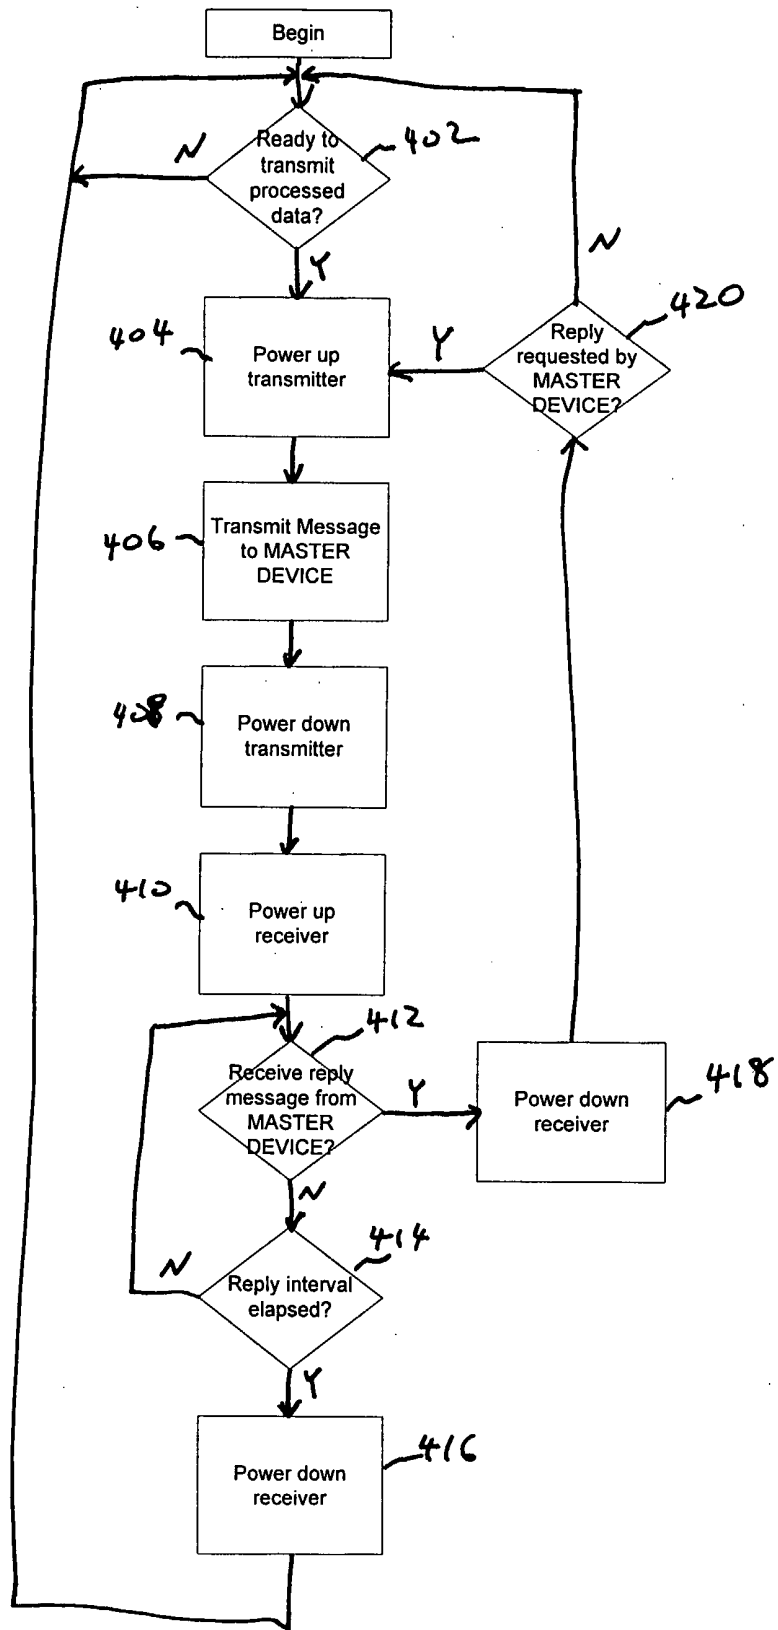 Begin
N
Ready to
transmit
processed
data?
402
Y
404
Power up
transmitter
Y
N
Reply
requested by
MASTER
DEVICE?
420
406
Transmit Message
to MASTER
DEVICE
408
Power down
transmitter
410
Power up
receiver
412
Receive reply
message from
MASTER
DEVICE?
Y
Power down
receiver
418
N
414
N
Reply interval
elapsed?
Y
Power down
receiver
416